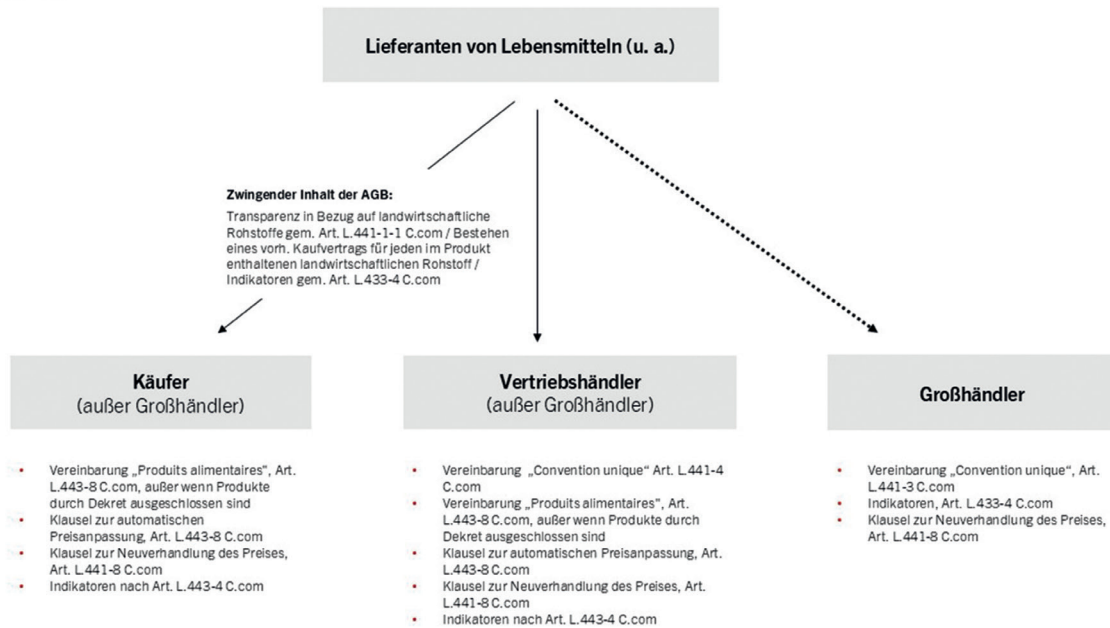 Lieferanten von Lebensmitteln (u. a.)
Zwingender Inhalt der AGB:
Transparenz in Bezug auf landwirtschaftliche
Rohstoffe gem. Art. L.441-1-1 C.com / Bestehen
eines vorh. Kaufvertrags für jeden im Produkt
enthaltenen landwirtschaftlichen Rohstoff /
Indikatoren gem. Art. L.433-4 C.com
Käufer
(außer Großhändler)
• Vereinbarung „Produits alimentaires", Art.
L.443-8 C.com, außer wenn Produkte
durch Dekret ausgeschlossen sind
• Klausel zur automatischen
Preisanpassung, Art. L.443-8 C.com
• Klausel zur Neuverhandlung des Preises,
Art. L.441-8 C.com
• Indikatoren nach Art. L.443-4 C.com
Vertriebshändler
(außer Großhändler)
• Vereinbarung „Convention unique“ Art. L.441-4
C.com
• Vereinbarung „Produits alimentaires", Art.
L.443-8 C.com, außer wenn Produkte durch
Dekret ausgeschlossen sind
• Klausel zur automatischen Preisanpassung, Art.
L.443-8 C.com
• Klausel zur Neuverhandlung des Preises, Art.
L.441-8 C.com
• Indikatoren nach Art. L.443-4 C.com
Großhändler
• Vereinbarung „Convention unique“, Art.
L.441-3 C.com
• Indikatoren, Art. L.433-4 C.com
• Klausel zur Neuverhandlung des Preises,
Art. L.441-8 C.com